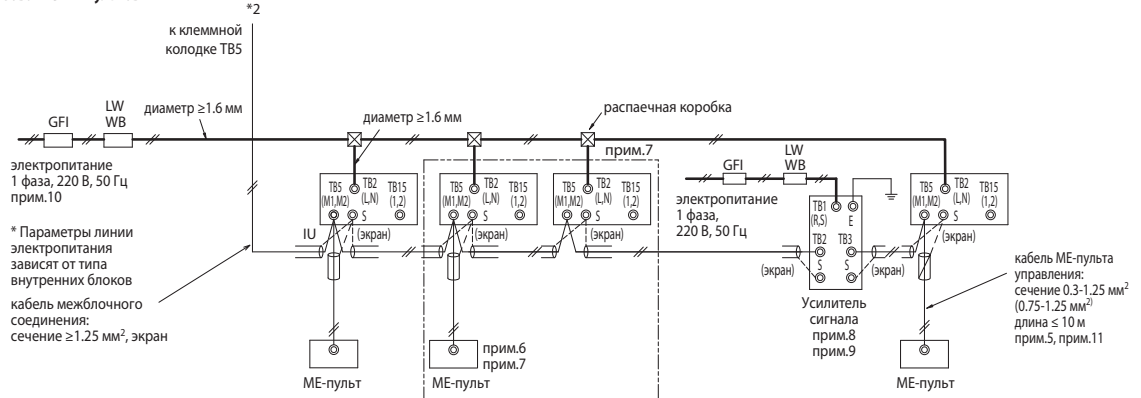 *2
к клеммной
колодке ТВ5
GFI
LW
WB
диаметр ≥1.6 мм
диаметр ≥1.6 мм
распаечная коробка
прим.7
электропитание
1 фаза, 220 В, 50 Гц
прим.10
* Параметры линии
электропитания
зависят от типа
внутренних блоков
кабель межблочного
соединения:
сечение ≥1.25 мм², экран
TB5
(M1,M2)
TB2
(L,N)
TB15
(1,2)
S
IU
(экран)
TB5
(M1,M2)
TB2
(L,N)
TB15
(1,2)
S
(экран)
TB5
(M1,M2)
TB2
(L,N)
TB15
(1,2)
S
(экран)
GFI
LW
WB
электропитание
1 фаза,
220 В, 50 Гц
TB1
(R,S)
E
TB2
TB3
S
S
(экран)
(экран)
Усилитель
сигнала
прим.8
прим.9
TB5
(M1,M2)
TB2
(L,N)
TB15
(1,2)
S
(экран)
кабель МЕ-пульта
управления:
сечение 0.3-1.25 мм²
(0.75-1.25 мм²)
длина ≤ 10 м
прим.5, прим.11
МЕ-пульт
прим.6
прим.7
МЕ-пульт
МЕ-пульт